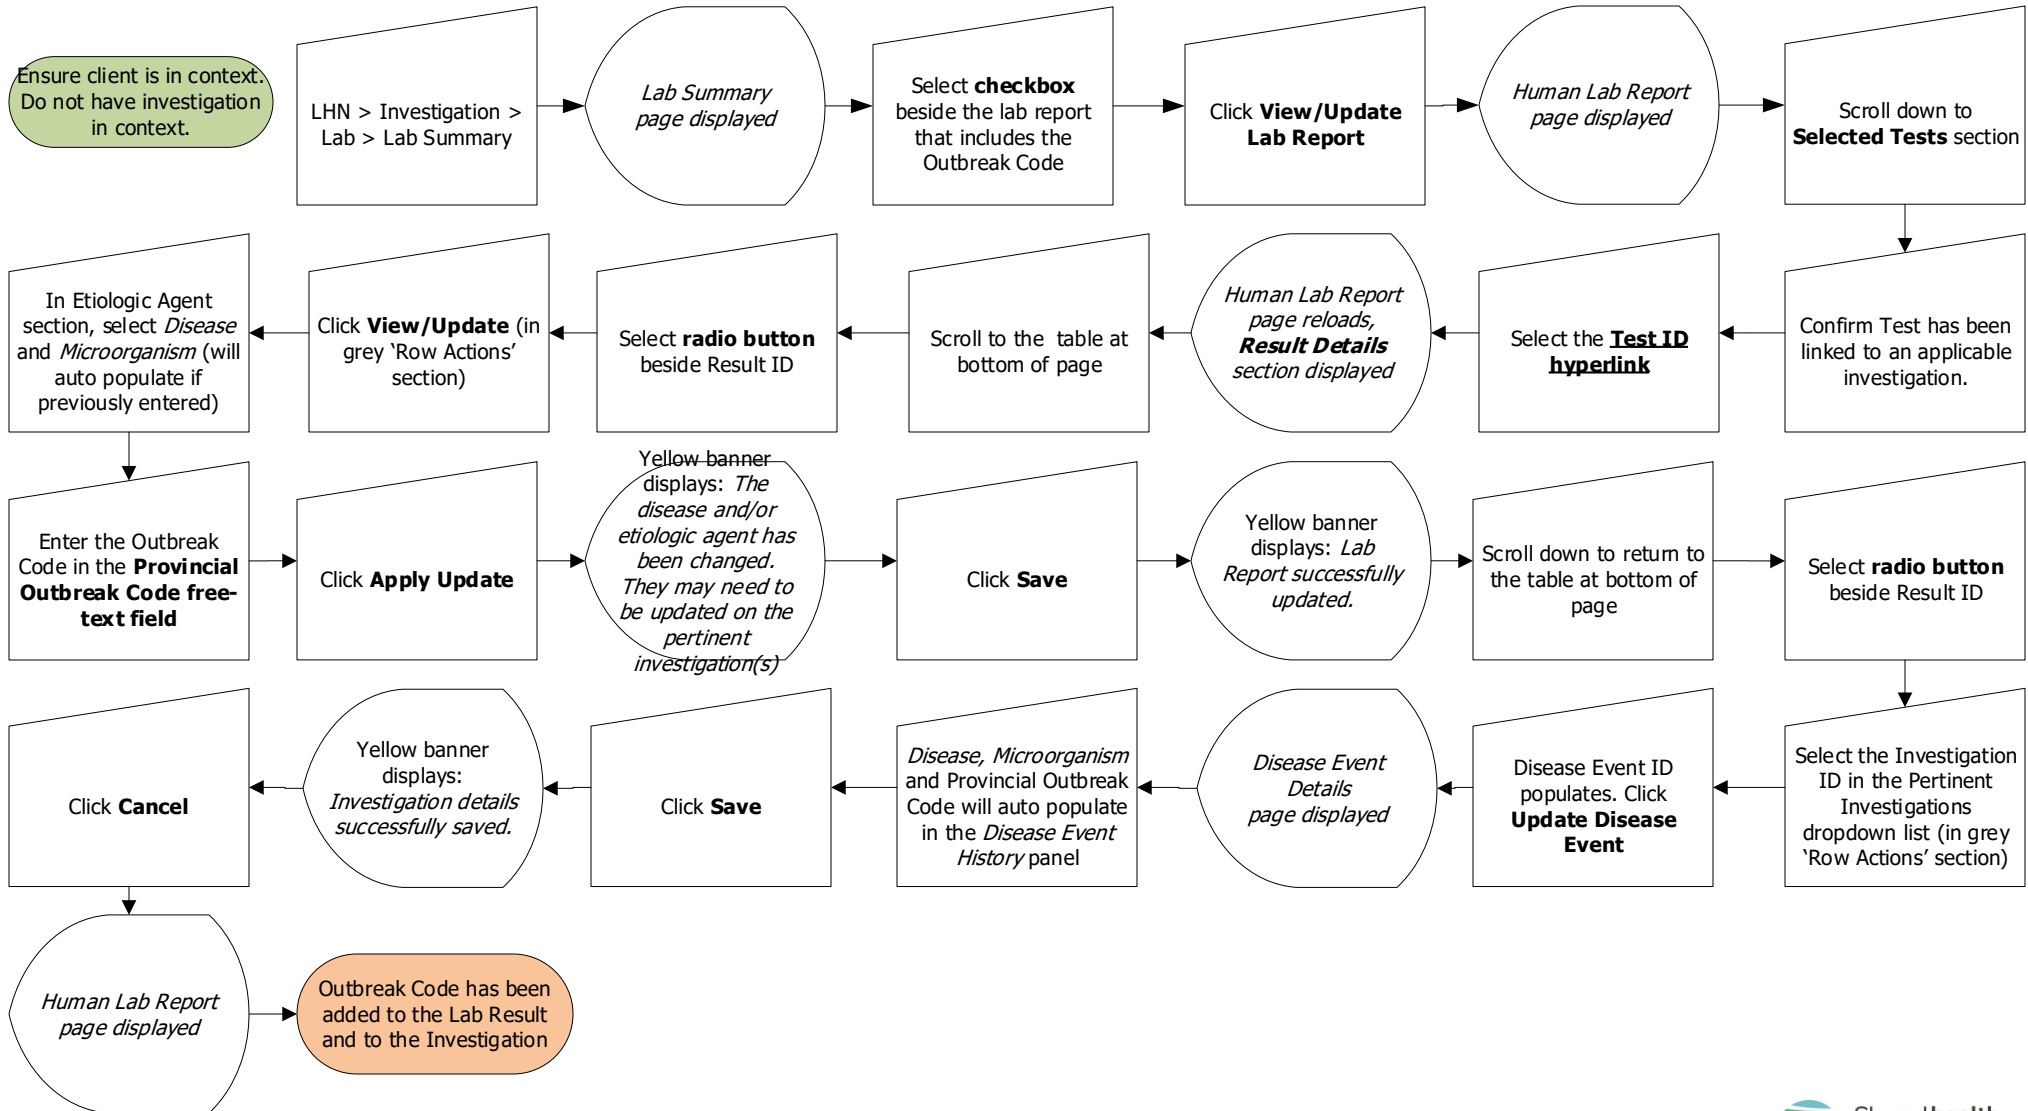 Ensure client is in context.
Do not have investigation
in context.
LHN > Investigation >
Lab > Lab Summary
Lab Summary
page displayed
Select checkbox
beside the lab report
that includes the
Outbreak Code
Click View/Update
Lab Report
Human Lab Report
page displayed
Scroll down to
Selected Tests section
Confirm Test has been
linked to an applicable
investigation.
Select the Test ID
hyperlink
Human Lab Report
page reloads,
Result Details
section displayed
Scroll to the table at
bottom of page
Select radio button
beside Result ID
Click View/Update (in
grey ‘Row Actions’
section)
In Etiologic Agent
section, select Disease
and Microorganism (will
auto populate if
previously entered)
Enter the Outbreak
Code in the Provincial
Outbreak Code free-
text field
Click Apply Update
Yellow banner
displays: The
disease and/or
etiologic agent has
been changed.
They may need to
be updated on the
pertinent
investigation(s)
Click Save
Yellow banner
displays: Lab
Report successfully
updated.
Scroll down to return to
the table at bottom of
page
Select radio button
beside Result ID
Select the Investigation
ID in the Pertinent
Investigations
dropdown list (in grey
‘Row Actions’ section)
Disease Event ID
populates. Click
Update Disease
Event
Disease Event
Details
page displayed
Disease, Microorganism
and Provincial Outbreak
Code will auto populate
in the Disease Event
History panel
Click Save
Yellow banner
displays:
Investigation details
successfully saved.
Click Cancel
Human Lab Report
page displayed
Outbreak Code has been
added to the Lab Result
and to the Investigation